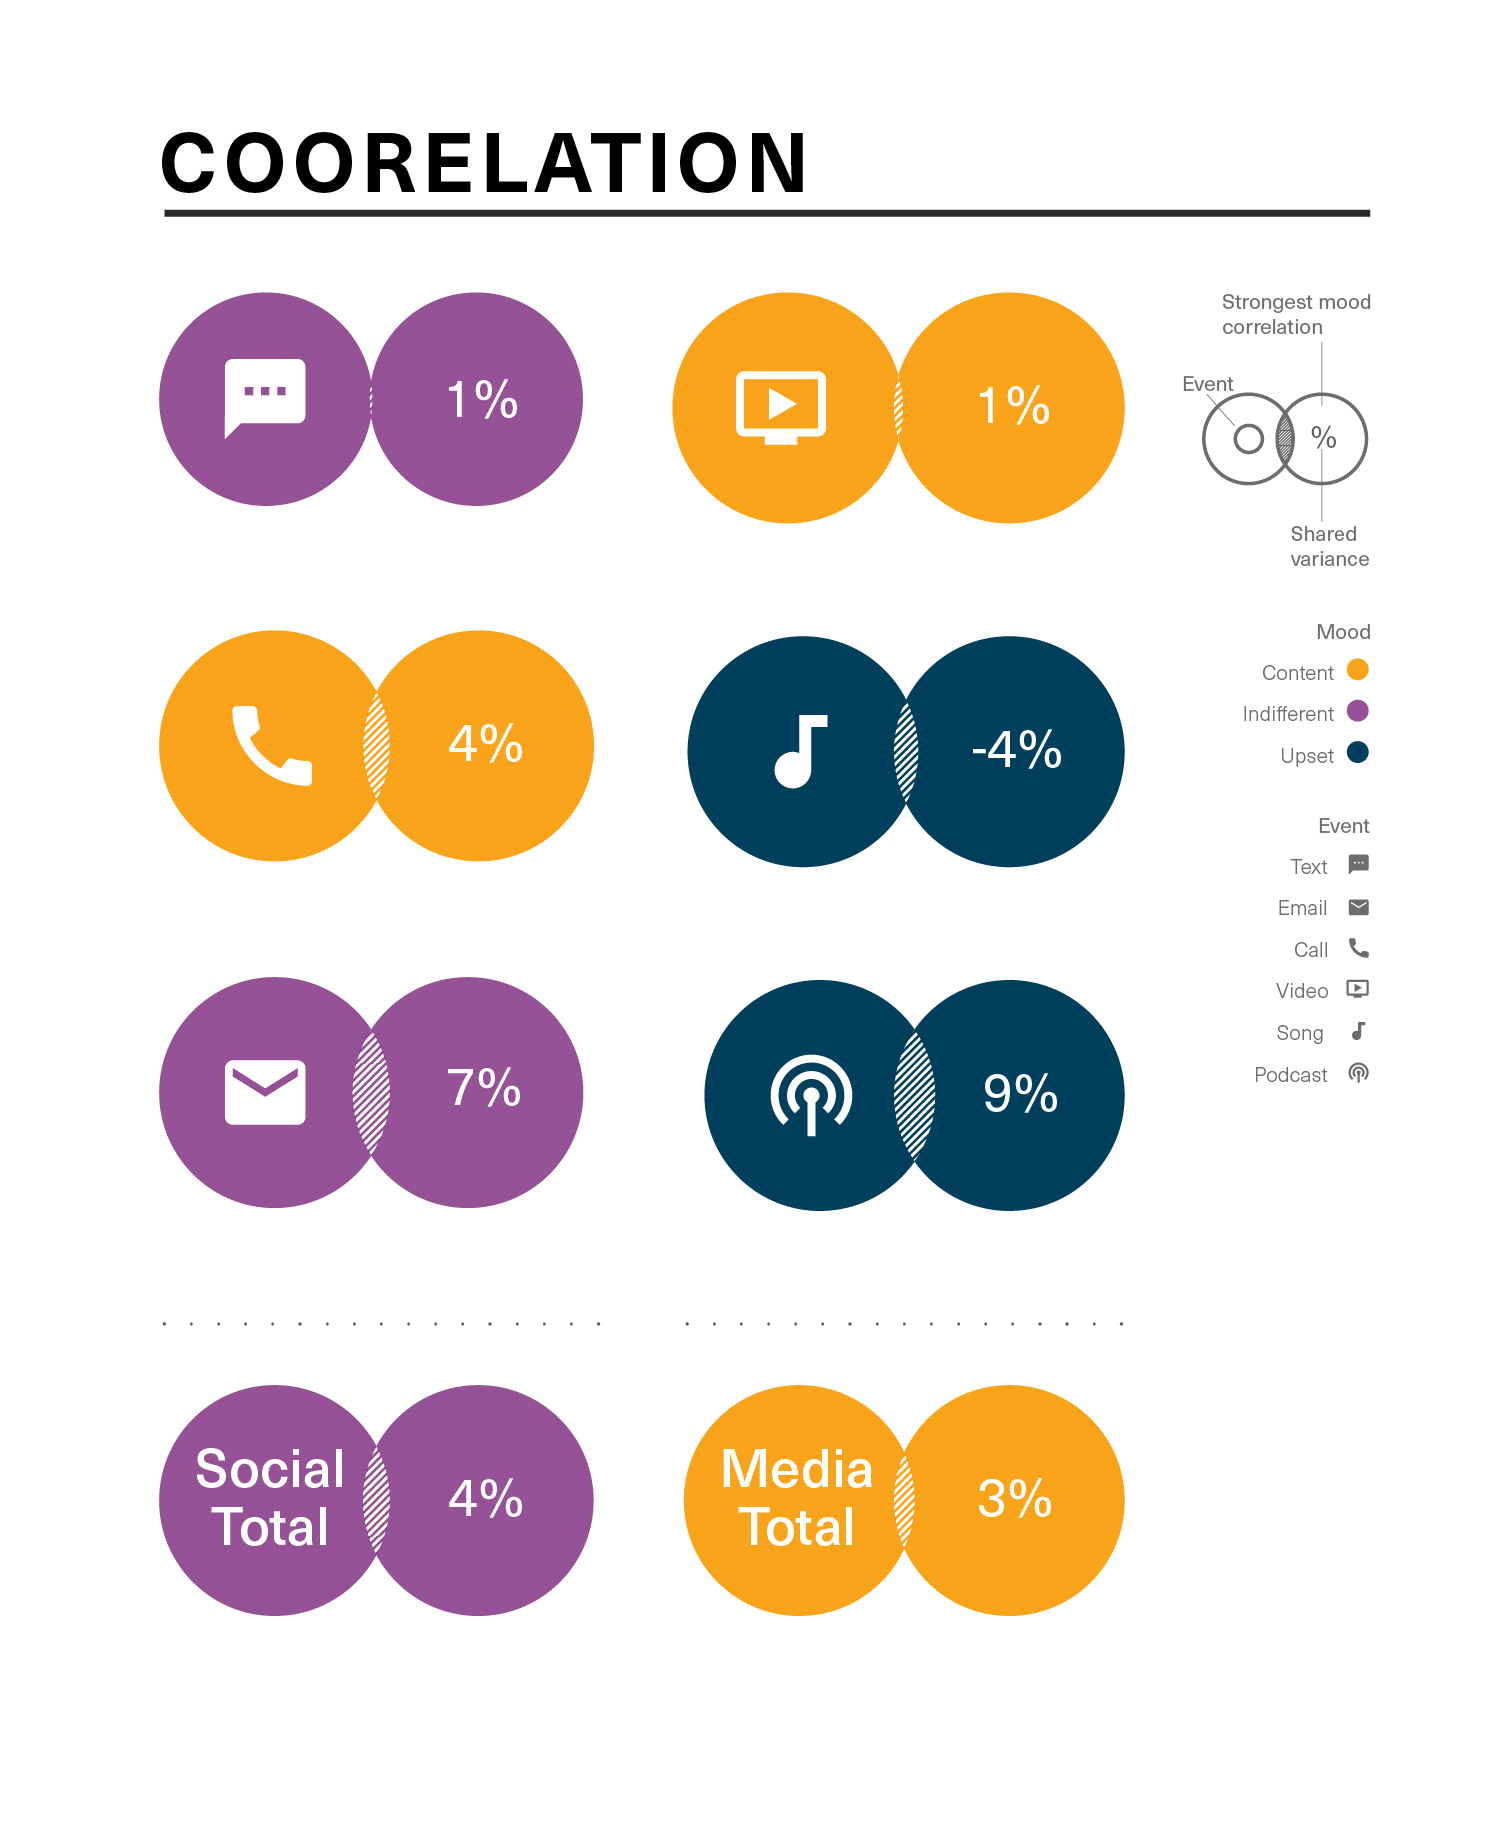 COORELATION
1%
1%
4%
-4%
7%
9%
Social
Total
4%
Media
Total
3%
Strongest mood
correlation
Event
%
Shared
variance
Mood
Content
Indifferent
Upset
Event
Text
Email
Call
Video
Song
Podcast